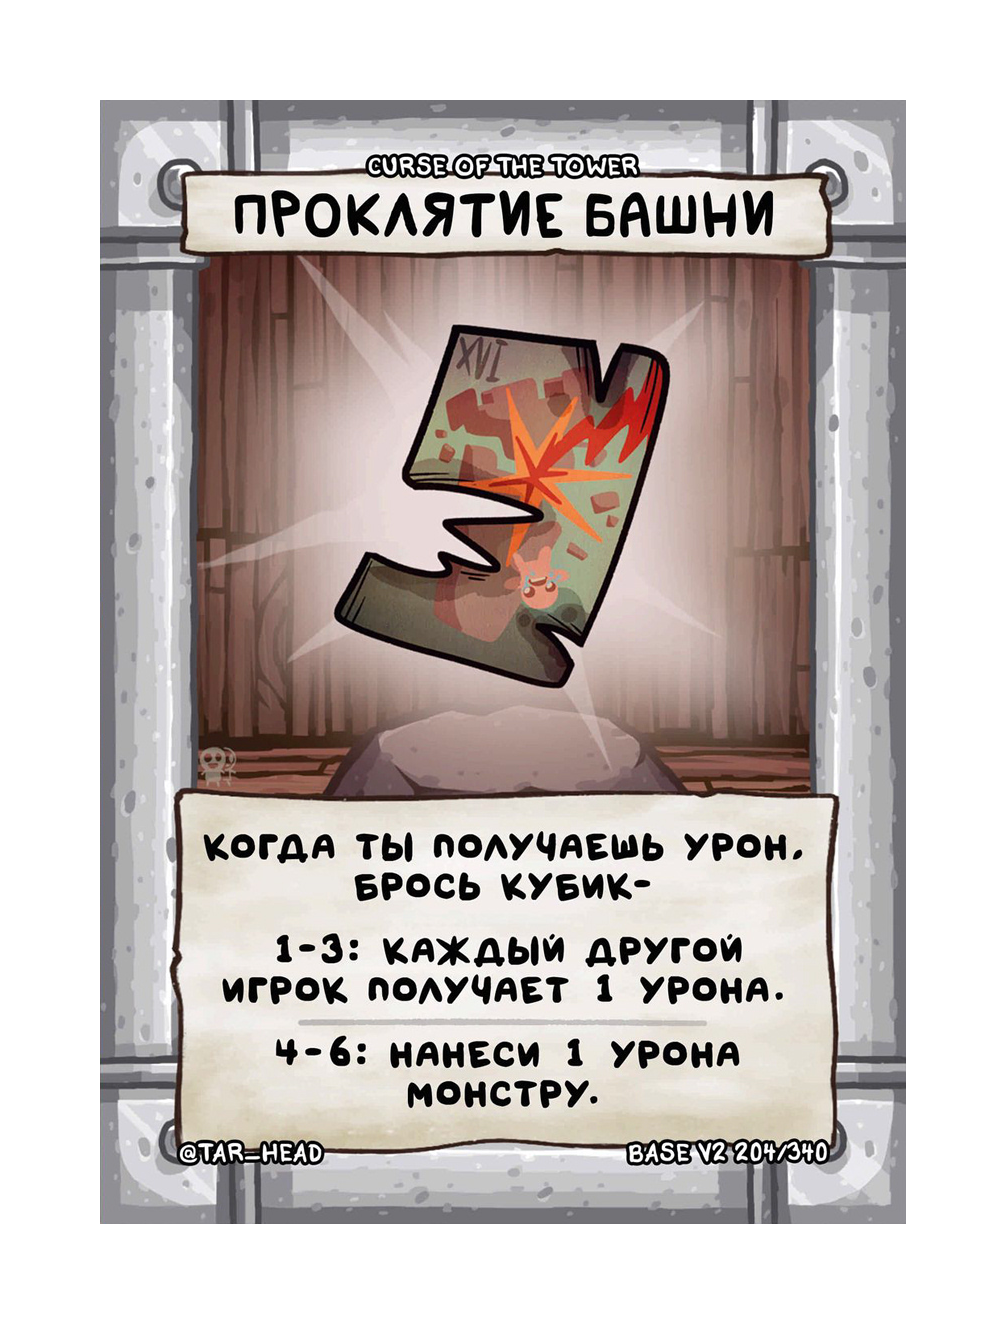 CURSE OF THE TOWER
ПРОКЛЯТИЕ БАШНИ
XVI
КОГДА ТЫ ПОЛУЧАЕШЬ УРОН,
БРОСЬ КУБИК-
1-3: КАЖДЫЙ ДРУГОЙ
ИГРОК ПОЛУЧАЕТ 1 УРОНА.
4-6: НАНЕСИ 1 УРОНА
МОНСТРУ.
@TAR_HEAD
BASE V2 204/340